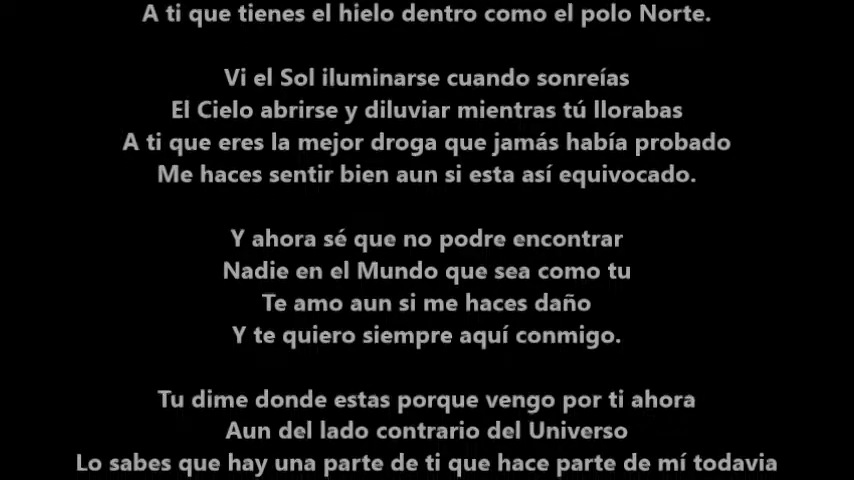 A ti que tienes el hielo dentro como el polo Norte.
Vi el Sol iluminarse cuando sonreías
El Cielo abrirse y diluviar mientras tú llorabas
A ti que eres la mejor droga que jamás había probado
Me haces sentir bien aun si esta así equivocado.
Y ahora sé que no podre encontrar
Nadie en el Mundo que sea como tu
Te amo aun si me haces daño
Y te quiero siempre aquí conmigo.
Tu dime donde estas porque vengo por ti ahora
Aun del lado contrario del Universo
Lo sabes que hay una parte de ti que hace parte de mí todavia